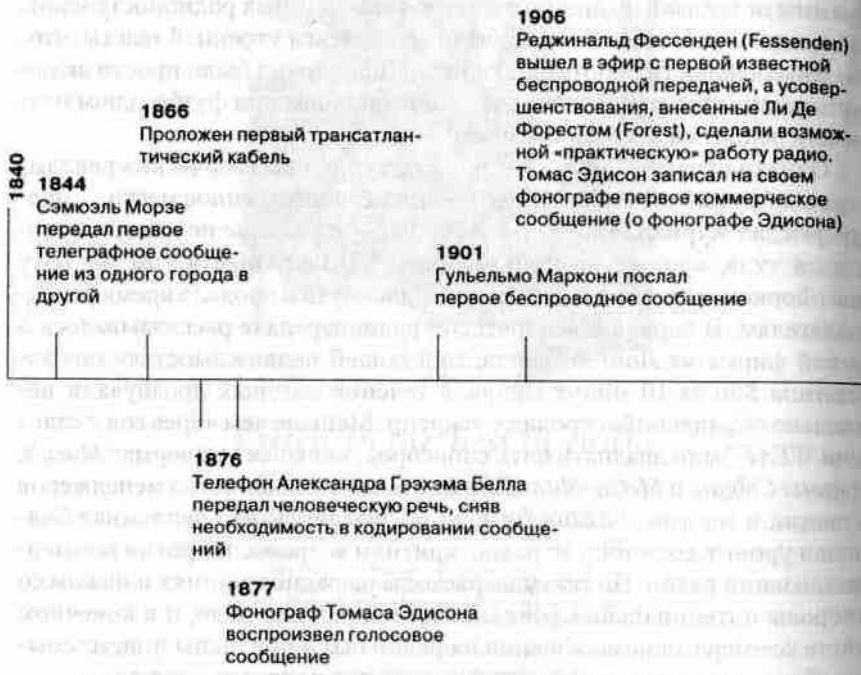 1840
1844
Сэмюэль Морзе
передал первое
телеграфное сообще-
ние из одного города в
другой
1866
Проложен первый трансатлан-
тический кабель
1876
Телефон Александра Грэхэма Белла
передал человеческую речь, сняв
необходимость в кодировании сообще-
ний
1877
Фонограф Томаса Эдисона
воспроизвел голосовое
сообщение
1901
Гульельмо Маркони послал
первое беспроводное сообщение
1906
Реджинальд Фессенден (Fessenden)
вышел в эфир с первой известной
беспроводной передачей, а усовер-
шенствования, внесенные Ли Де
Форестом (Forest), сделали возмож-
ной «практическую» работу радио.
Томас Эдисон записал на своем
фонографе первое коммерческое
сообщение (о фонографе Эдисона)